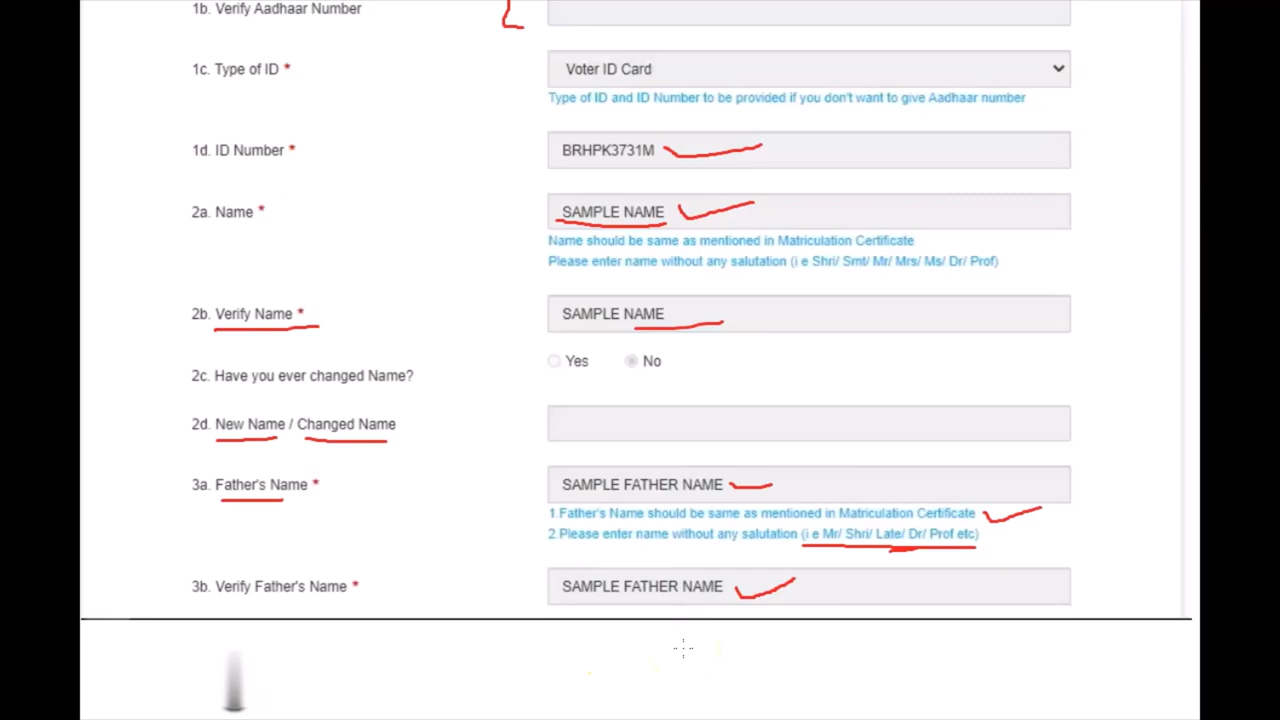 1b. Verify Aadhaar Number
1c. Type of ID *
Voter ID Card
Type of ID and ID Number to be provided if you don't want to give Aadhaar number
1d. ID Number *
BRHPK3731M
2a. Name *
SAMPLE NAME
Name should be same as mentioned in Matriculation Certificate
Please enter name without any salutation (i e Shri/ Smt/ Mr/ Mrs/ Ms/ Dr/ Prof)
2b. Verify Name *
SAMPLE NAME
2c. Have you ever changed Name?
Yes
No
2d. New Name / Changed Name
3a. Father's Name *
SAMPLE FATHER NAME
1.Father's Name should be same as mentioned in Matriculation Certificate
2.Please enter name without any salutation (i e Mr/ Shri/ Late/ Dr/ Prof etc)
3b. Verify Father's Name *
SAMPLE FATHER NAME